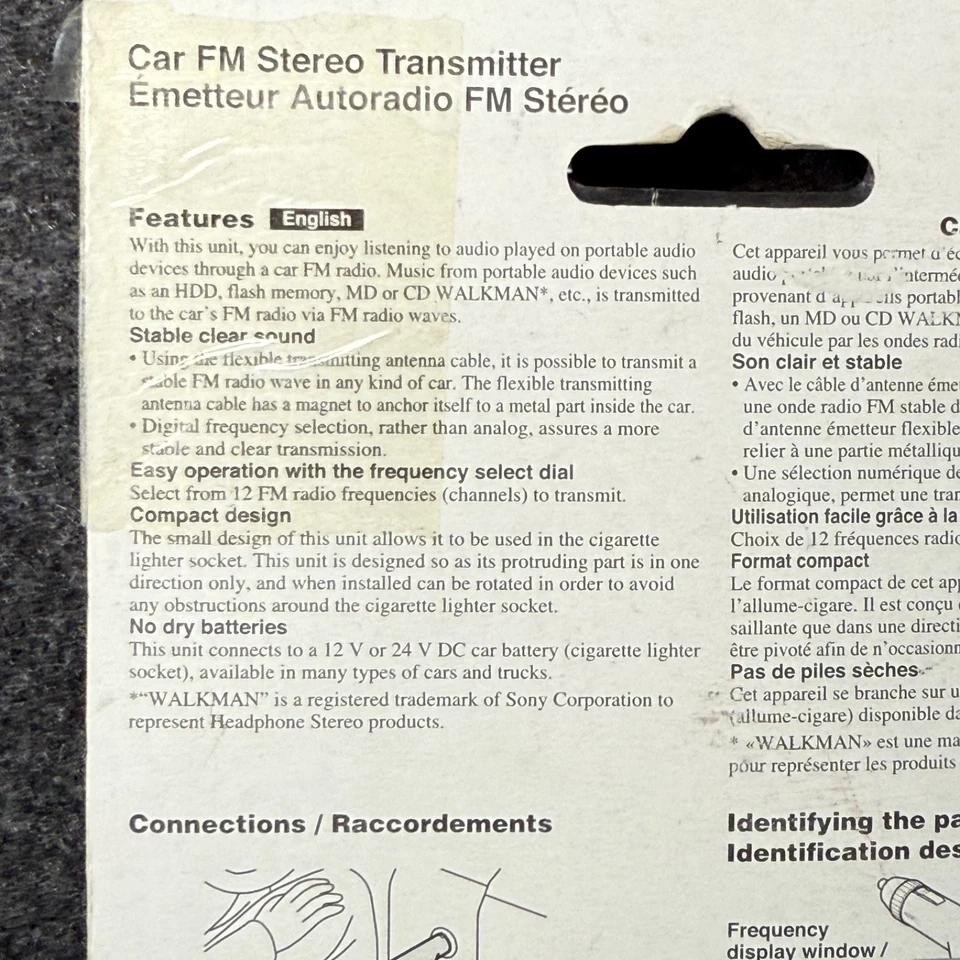 Car FM Stereo Transmitter
Émetteur Autoradio FM Stéréo
Features English
With this unit, you can enjoy listening to audio played on portable audio
devices through a car FM radio. Music from portable audio devices such
as an HDD, flash memory, MD or CD WALKMAN*, etc., is transmitted
to the car's FM radio via FM radio waves.
Stable clear sound
• Using the flexible transmitting antenna cable, it is possible to transmit a
stable FM radio wave in any kind of car. The flexible transmitting
antenna cable has a magnet to anchor itself to a metal part inside the car.
• Digital frequency selection, rather than analog, assures a more
stable and clear transmission.
Easy operation with the frequency select dial
Select from 12 FM radio frequencies (channels) to transmit.
Compact design
The small design of this unit allows it to be used in the cigarette
lighter socket. This unit is designed so as its protruding part is in one
direction only, and when installed can be rotated in order to avoid
any obstructions around the cigarette lighter socket.
No dry batteries
This unit connects to a 12 V or 24 V DC car battery (cigarette lighter
socket), available in many types of cars and trucks.
*“WALKMAN” is a registered trademark of Sony Corporation to
represent Headphone Stereo products.
Cet appareil vous permet d'éc
audio
provenant d'appareils portabl
flash, un MD ou CD WALK
du véhicule par les ondes radi
Son clair et stable
• Avec le câble d'antenne éme
une onde radio FM stable d
d'antenne émetteur flexible
relier à une partie métalliqu
• Une sélection numérique de
analogique, permet une tran
Utilisation facile grâce à la
Choix de 12 fréquences radio
Format compact
Le format compact de cet app
l'allume-cigare. Il est conçu
saillante que dans une directi
être pivoté afin de n'occasionn
Pas de piles sèches
Cet appareil se branche sur u
(allume-cigare) disponible da
* «WALKMAN» est une ma
pour représenter les produits
Connections / Raccordements
Identifying the pa
Identification des
Frequency
display window /